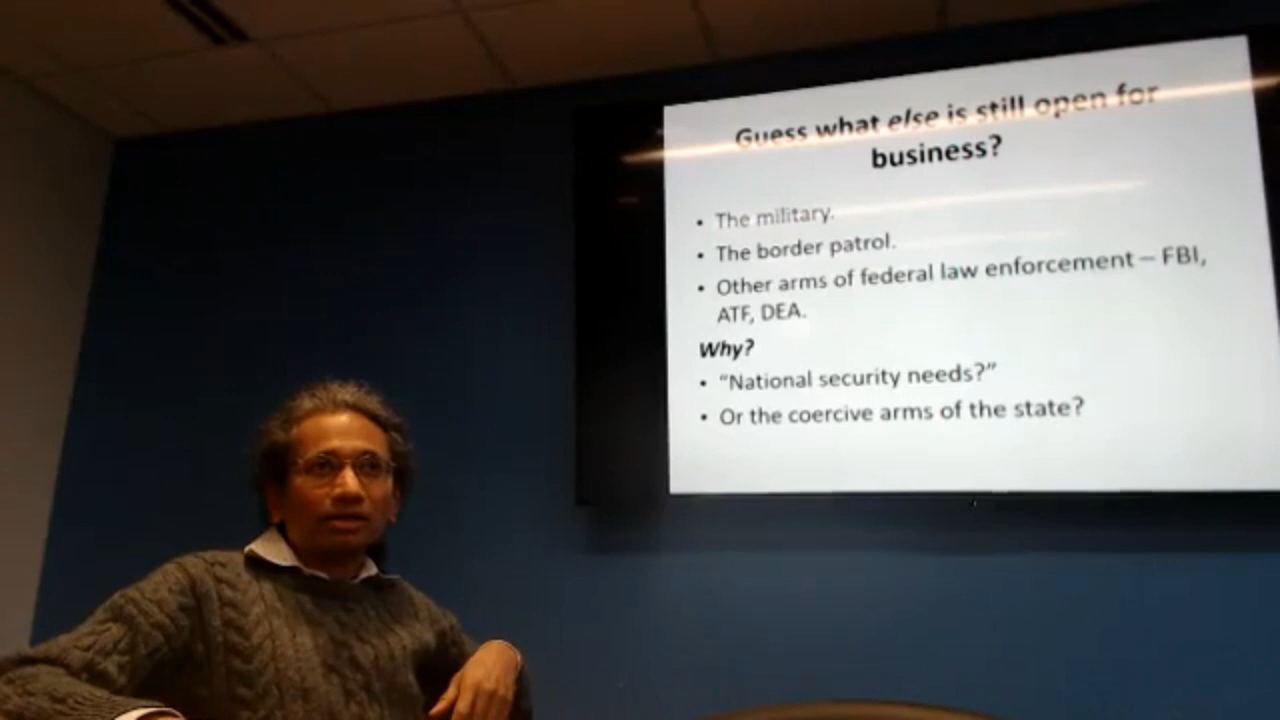 Guess what else is still open for
business?
• The military.
• The border patrol.
• Other arms of federal law enforcement – FBI,
ATF, DEA.
Why?
• “National security needs?”
• Or the coercive arms of the state?